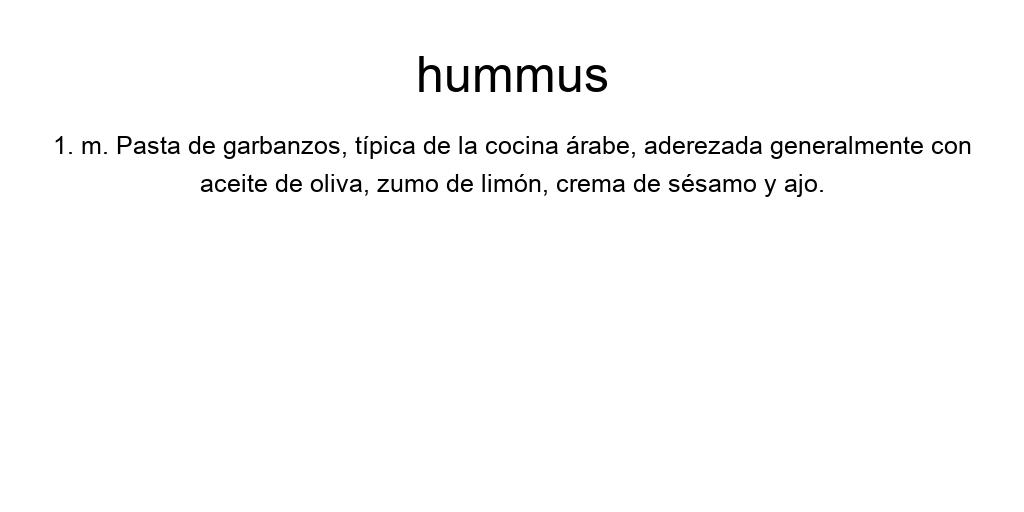 hummus
1. m. Pasta de garbanzos, típica de la cocina árabe, aderezada generalmente con
aceite de oliva, zumo de limón, crema de sésamo y ajo.